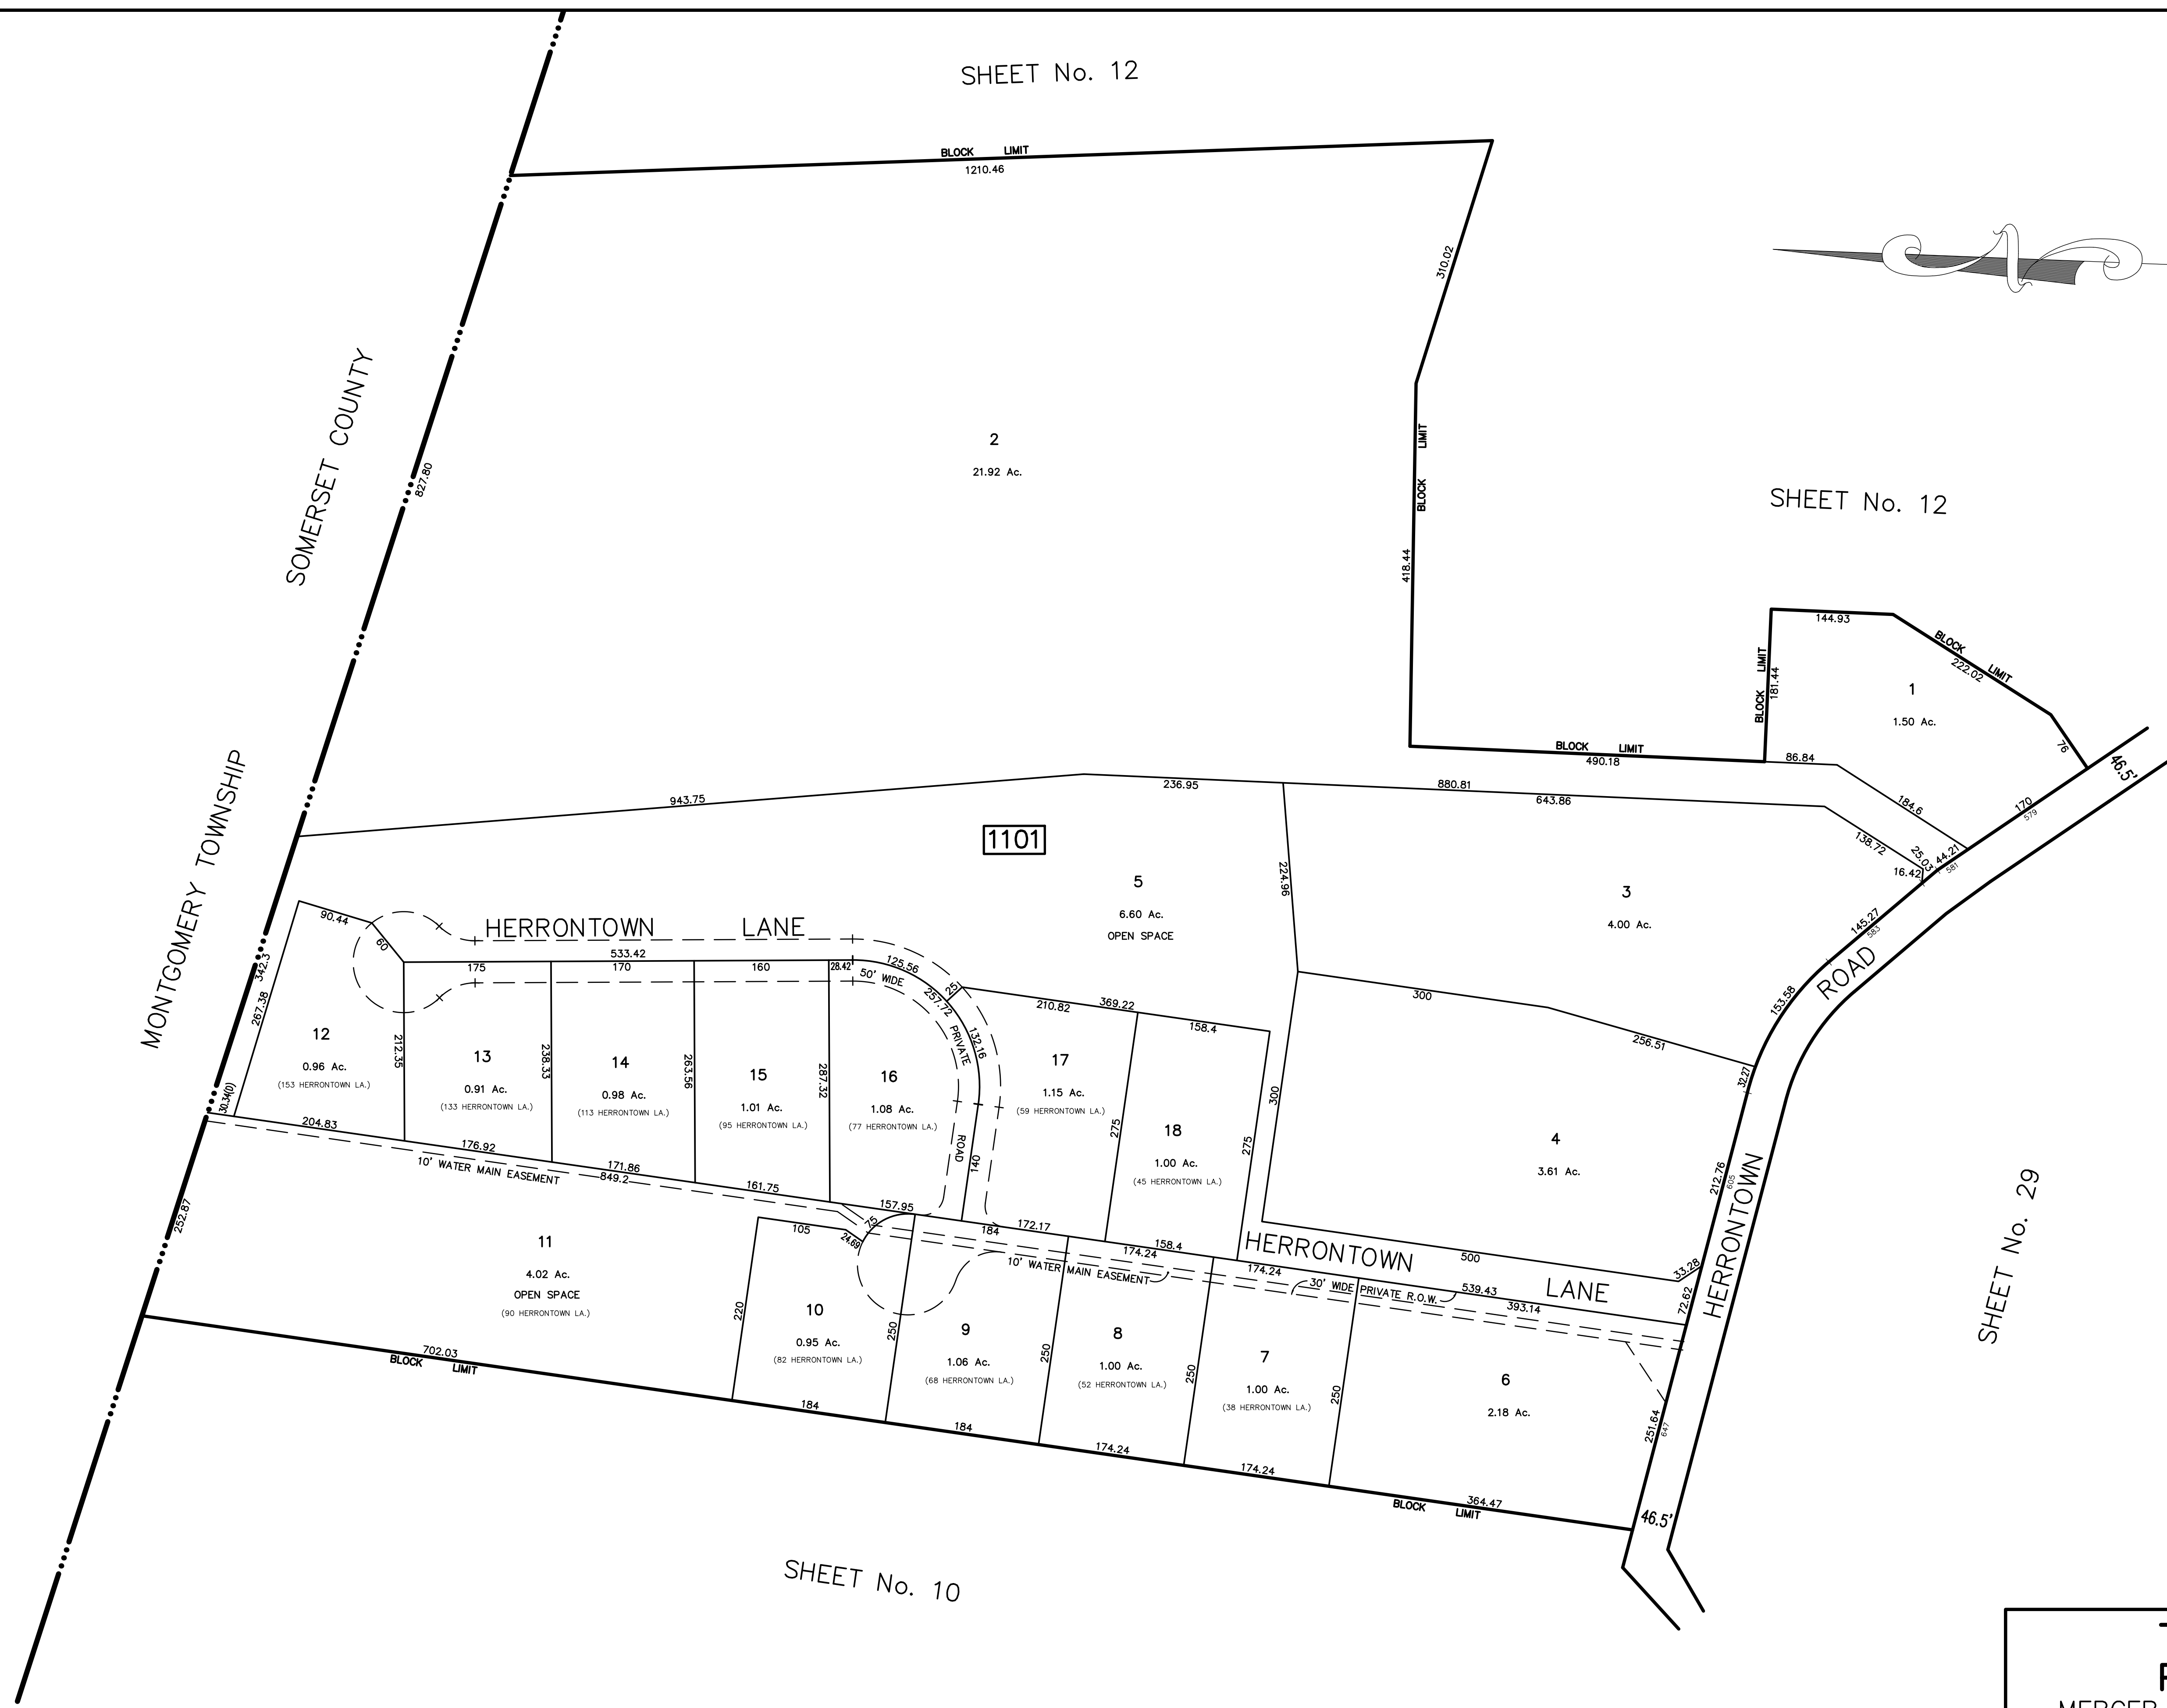 SHEET No. 12
BLOCK LIMIT
1210.46
310.02
SOMERSET COUNTY
827.80
2
21.92 Ac.
BLOCK LIMIT
418.44
N
SHEET No. 12
144.93
BLOCK LIMIT
222.02
BLOCK LIMIT
181.44
1
1.50 Ac.
76
46.5'
BLOCK LIMIT
490.18
86.84
184.6
170
579
MONTGOMERY TOWNSHIP
943.75
236.95
880.81
643.86
138.72
25.03
44.21
581
16.42
1101
5
6.60 Ac.
OPEN SPACE
224.96
3
4.00 Ac.
145.27
583
153.58
ROAD
90.44
60
HERRONTOWN LANE
533.42
175
170
160
28.42
125.56
50' WIDE
257.72
25
PRIVATE
132.16
ROAD
140
210.82
369.22
158.4
300
256.51
32.27
342.3
267.38
30.34(D)
12
0.96 Ac.
(153 HERRONTOWN LA.)
212.35
13
0.91 Ac.
(133 HERRONTOWN LA.)
238.33
14
0.98 Ac.
(113 HERRONTOWN LA.)
263.56
15
1.01 Ac.
(95 HERRONTOWN LA.)
287.32
16
1.08 Ac.
(77 HERRONTOWN LA.)
17
1.15 Ac.
(59 HERRONTOWN LA.)
275
18
1.00 Ac.
(45 HERRONTOWN LA.)
275
300
4
3.61 Ac.
212.76
605
HERRONTOWN
SHEET No. 29
204.83
176.92
171.86
161.75
157.95
10' WATER MAIN EASEMENT
849.2
184
172.17
158.4
174.24
174.24
HERRONTOWN LANE
500
33.28
72.62
10' WATER MAIN EASEMENT
30' WIDE PRIVATE R.O.W.
539.43
393.14
252.87
11
4.02 Ac.
OPEN SPACE
(90 HERRONTOWN LA.)
105
24.69
75
220
10
0.95 Ac.
(82 HERRONTOWN LA.)
250
9
1.06 Ac.
(68 HERRONTOWN LA.)
250
8
1.00 Ac.
(52 HERRONTOWN LA.)
250
7
1.00 Ac.
(38 HERRONTOWN LA.)
250
6
2.18 Ac.
251.64
647
702.03
BLOCK LIMIT
184
184
174.24
174.24
364.47
BLOCK LIMIT
46.5'
SHEET No. 10
MERCER